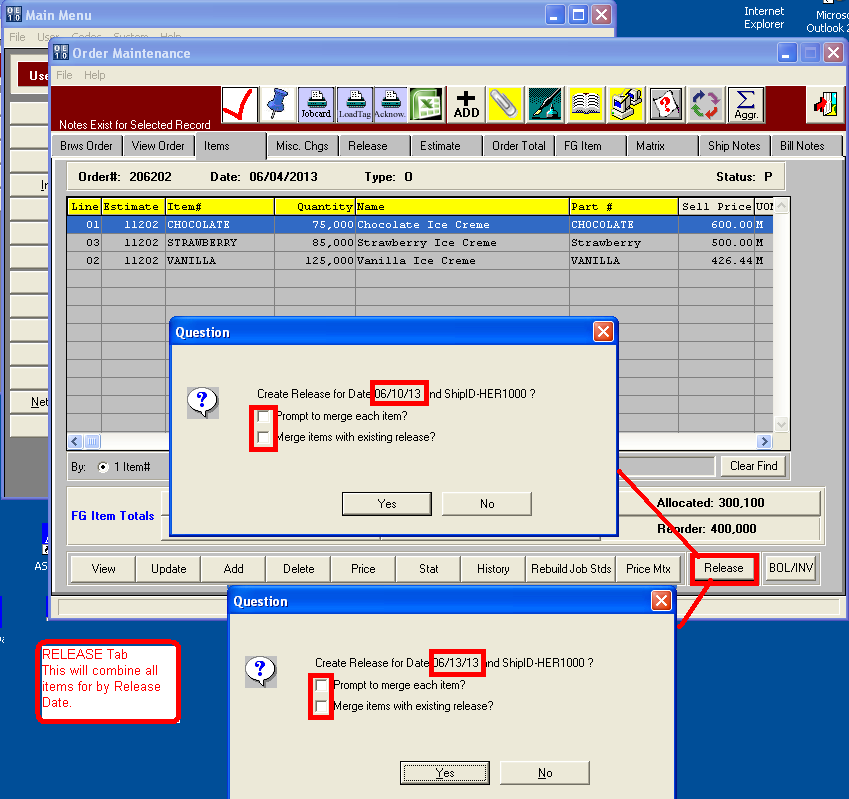 Main Menu
File User Codes System Help
Internet Explorer
Outlook 2
Order Maintenance
File Help
Use
Notes Exist for Selected Record
Jobcard LoadTag Acknow. ADD Aggr.
Brws Order View Order Items Misc. Chgs Release Estimate Order Total FG Item Matrix Ship Notes Bill Notes
Order#: 206202 Date: 06/04/2013 Type: O Status: P
Line Estimate Item# Quantity Name Part # Sell Price UOM
01 11202 CHOCOLATE 75,000 Chocolate Ice Creme CHOCOLATE 600.00 M
03 11202 STRAWBERRY 85,000 Strawberry Ice Creme Strawberry 500.00 M
02 11202 VANILLA 125,000 Vanilla Ice Creme VANILLA 426.44 M
Question
Create Release for Date 06/10/13 and ShipID-HER1000 ?
Prompt to merge each item?
Merge items with existing release?
Yes No
Net
By: 1 Item# Clear Find
FG Item Totals Allocated: 300,100
Reorder: 400,000
View Update Add Delete Price Stat History Rebuild Job Stds Price Mtx Release BOL/INV
Question
Create Release for Date 06/13/13 and ShipID-HER1000 ?
Prompt to merge each item?
Merge items with existing release?
Yes No
RELEASE Tab
This will combine all
items for by Release
Date.